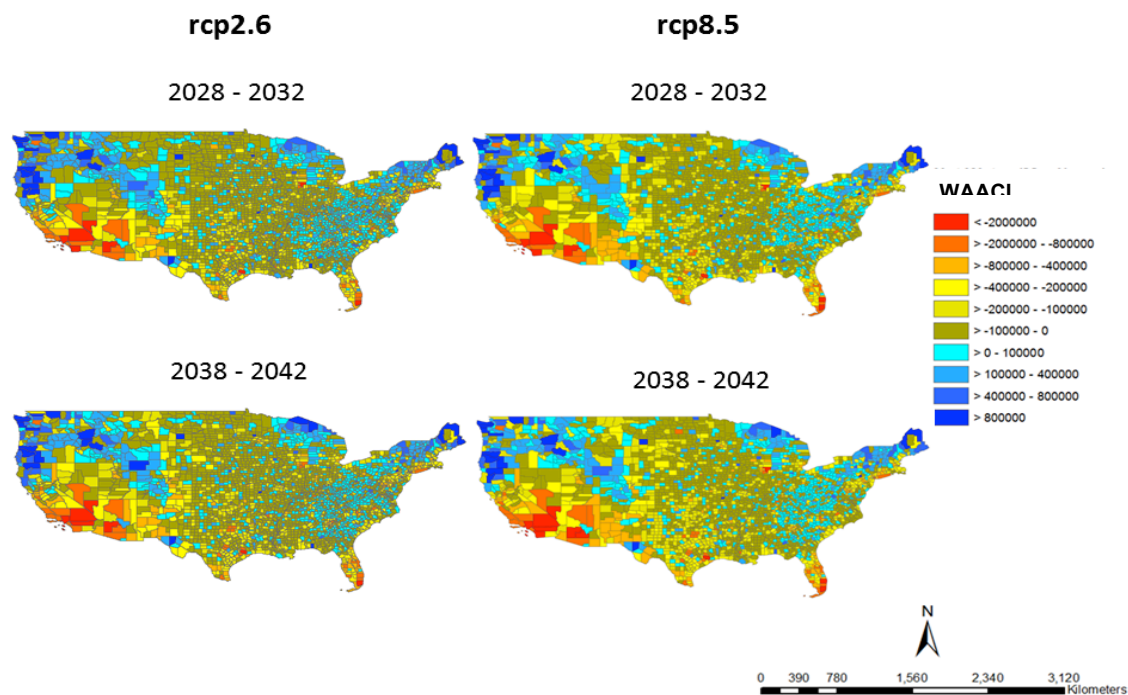 rcp2.6
rcp8.5
2028 - 2032
2028 - 2032
WAACI
< -2000000
> -2000000 - -800000
> -800000 - -400000
> -400000 - -200000
> -200000 - -100000
> -100000 - 0
> 0 - 100000
> 100000 - 400000
> 400000 - 800000
> 800000
2038 - 2042
2038 - 2042
N
0 390 780 1,560 2,340 3,120
Kilometers